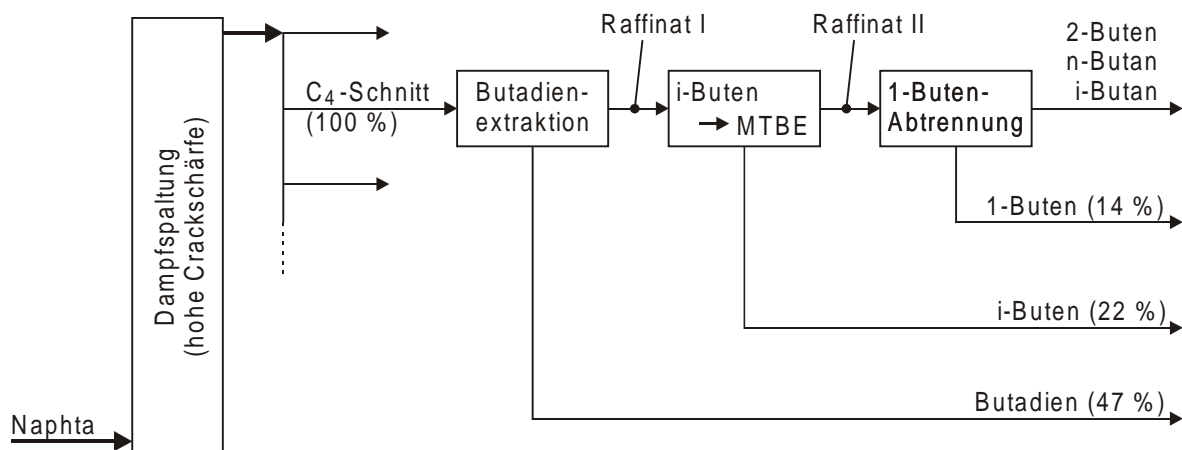 Raffinat I
Raffinat II
2-Buten
n-Butan
i-Butan
C4-Schnitt
(100 %)
Butadien-
extraktion
i-Buten
MTBE
1-Buten-
Abtrennung
Dampfspaltung
(hohe Crackschärfe)
1-Buten (14 %)
i-Buten (22 %)
Butadien (47 %)
Naphta